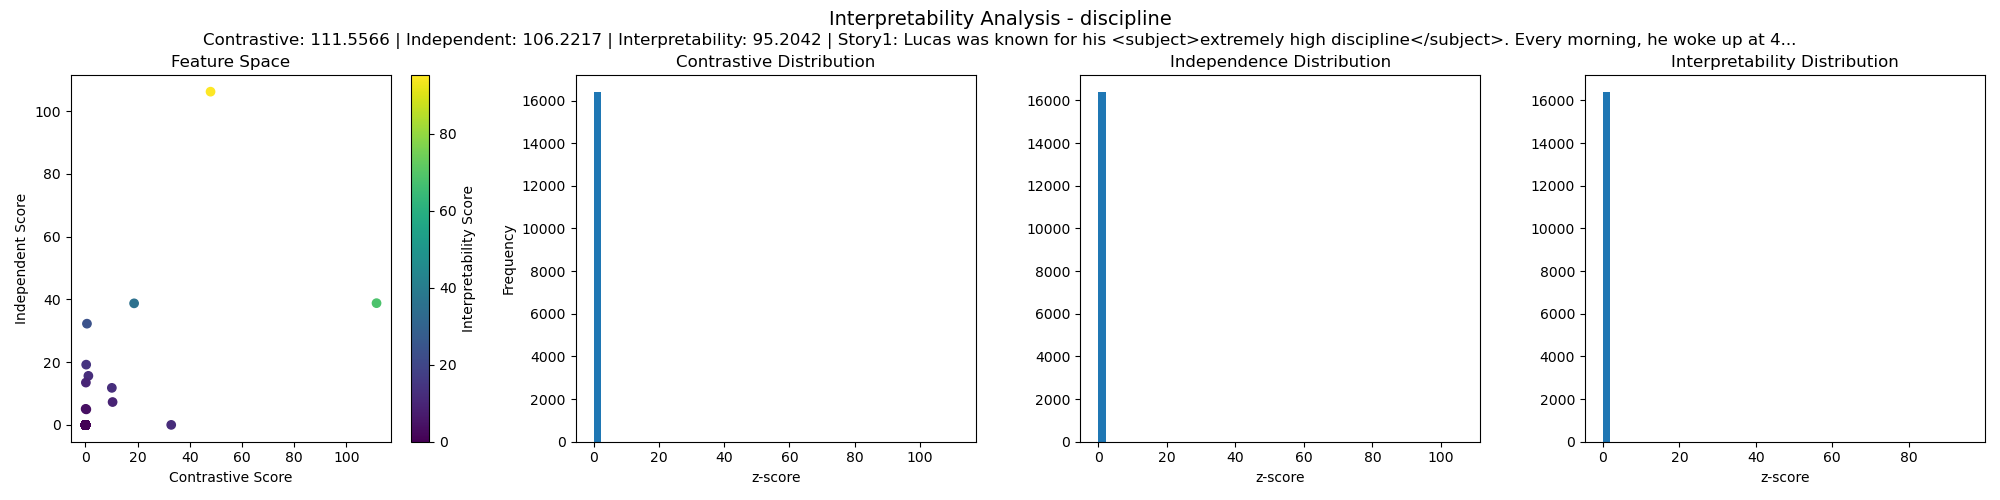 Interpretability Analysis - discipline
Contrastive: 111.5566 | Independent: 106.2217 | Interpretability: 95.2042 | Story1: Lucas was known for his <subject>extremely high discipline</subject>. Every morning, he woke up at 4...
Feature Space
100
80
60
40
20
0
0 20 40 60 80 100
Independent Score
Contrastive Score
80
60
40
20
0
Interpretability Score
Contrastive Distribution
16000
14000
12000
10000
8000
6000
4000
2000
0
0 20 40 60 80 100
Frequency
z-score
Independence Distribution
16000
14000
12000
10000
8000
6000
4000
2000
0
0 20 40 60 80 100
z-score
Interpretability Distribution
16000
14000
12000
10000
8000
6000
4000
2000
0
0 20 40 60 80
z-score